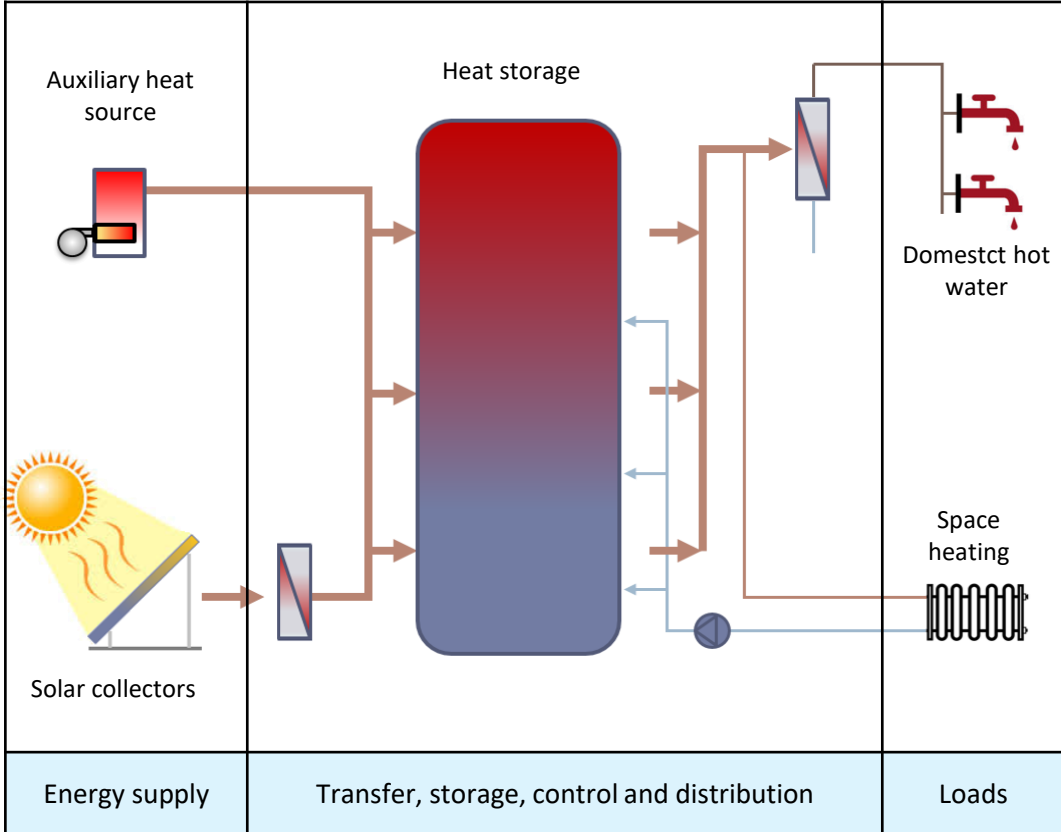 Auxiliary heat
source
Heat storage
Domestct hot
water
Space
heating
Solar collectors
Energy supply
Transfer, storage, control and distribution
Loads